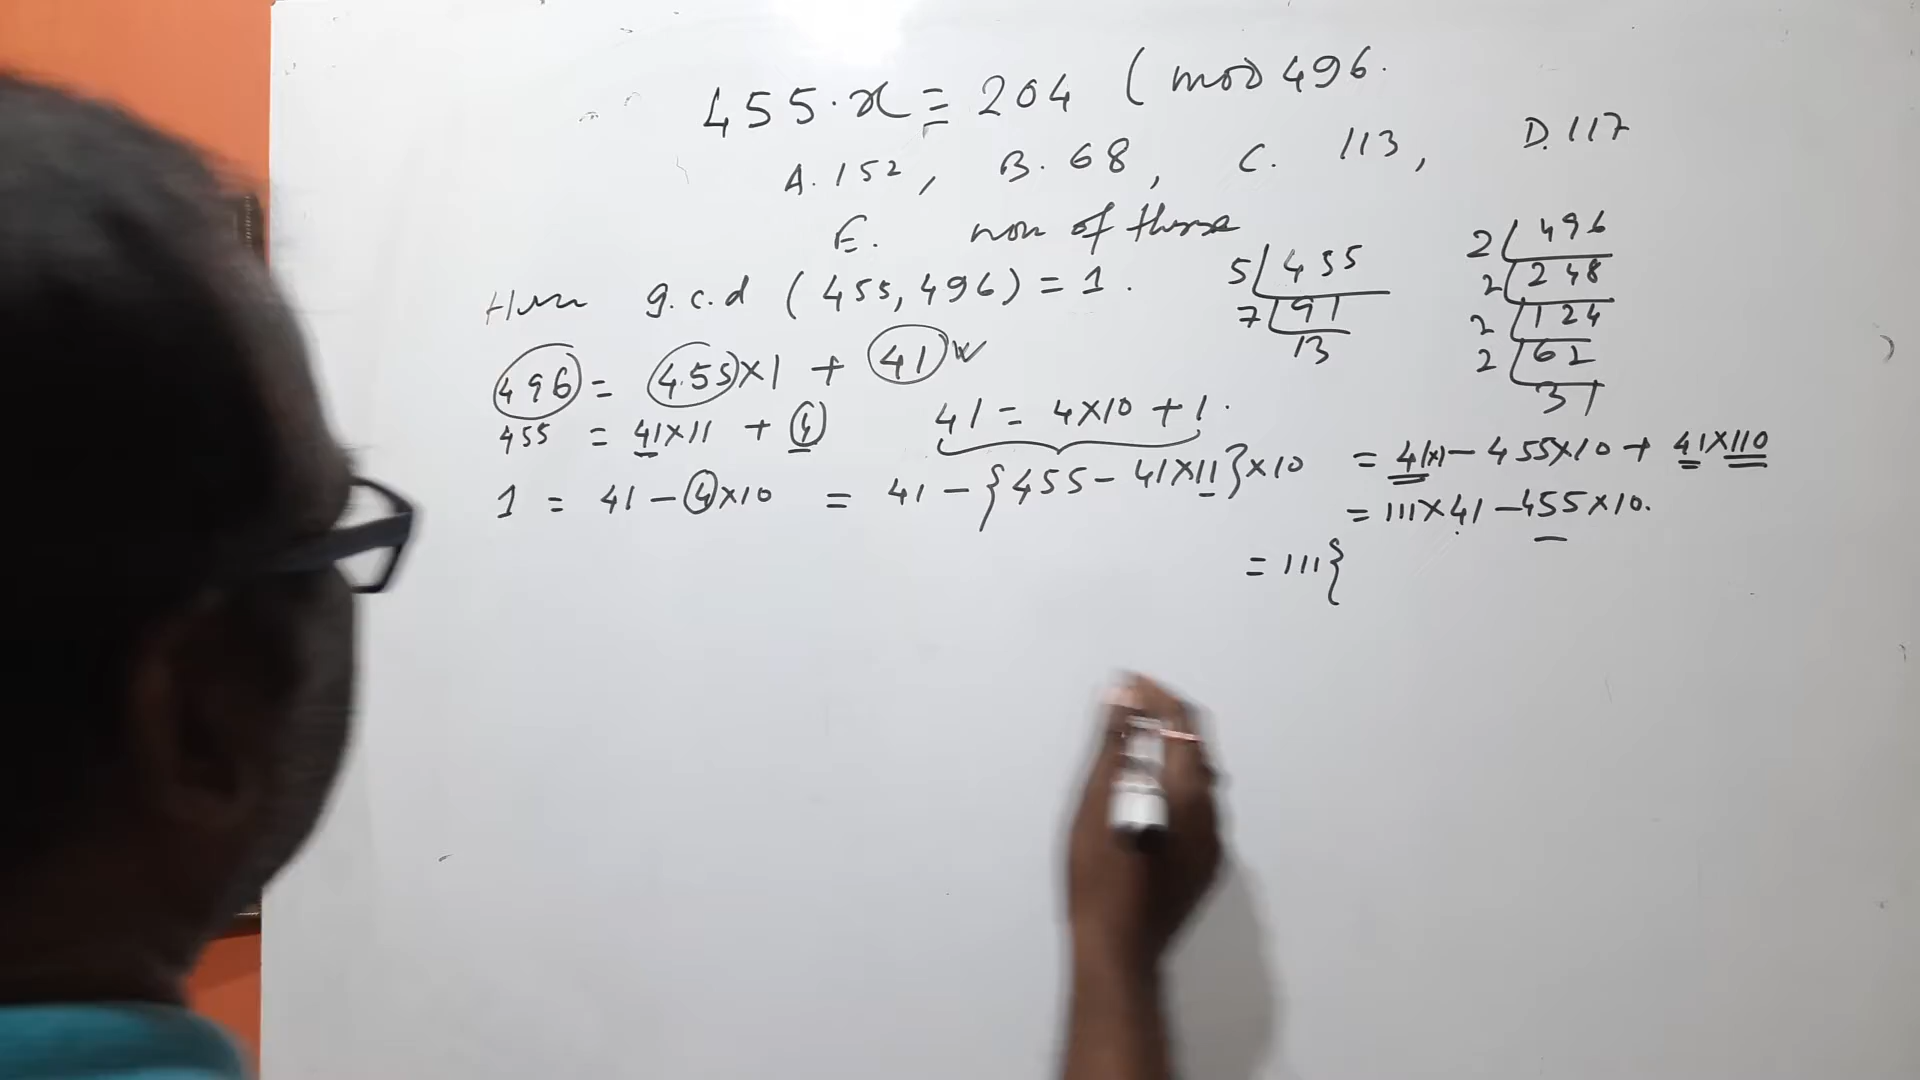 455·x ≡ 204 (mod 496.
A. 152, B. 68, C. 113, D. 117
E. non of these
Here g.c.d (455, 496) = 1.
5 | 455
7 | 91
13
2 | 496
2 | 248
2 | 124
2 | 62
31
496 = 455×1 + 41
455 = 41×11 + 4
41 = 4×10 + 1.
1 = 41 - 4×10 = 41 - {455 - 41×11}×10 = 41×1 - 455×10 + 41×110
= 111×41 - 455×10.
= 111{